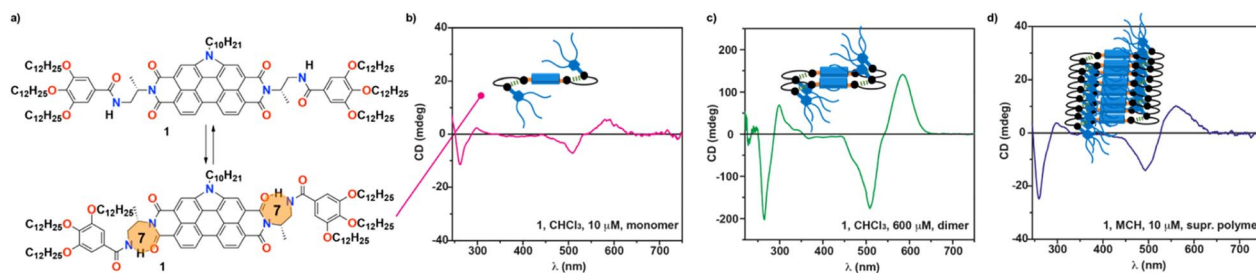 a)
C10H21
N
C12H25
O
C12H25O
C12H25O
O
N
H
O
N
O
O
N
O
H
N
O
OC12H25
OC12H25
OC12H25
1
C10H21
N
C12H25
O
C12H25O
C12H25O
O
N
H
7
N
O
O
O
N
O
7
H
N
O
OC12H25
OC12H25
OC12H25
1
b)
CD (mdeg)
40
20
0
-20
-40
300 400 500 600 700
λ (nm)
1, CHCl3, 10 μM, monomer
c)
CD (mdeg)
200
100
0
-100
-200
300 400 500 600 700
λ (nm)
1, CHCl3, 600 μM, dimer
d)
CD (mdeg)
40
20
0
-20
-40
300 400 500 600 700
λ (nm)
1, MCH, 10 μM, supr. polymer